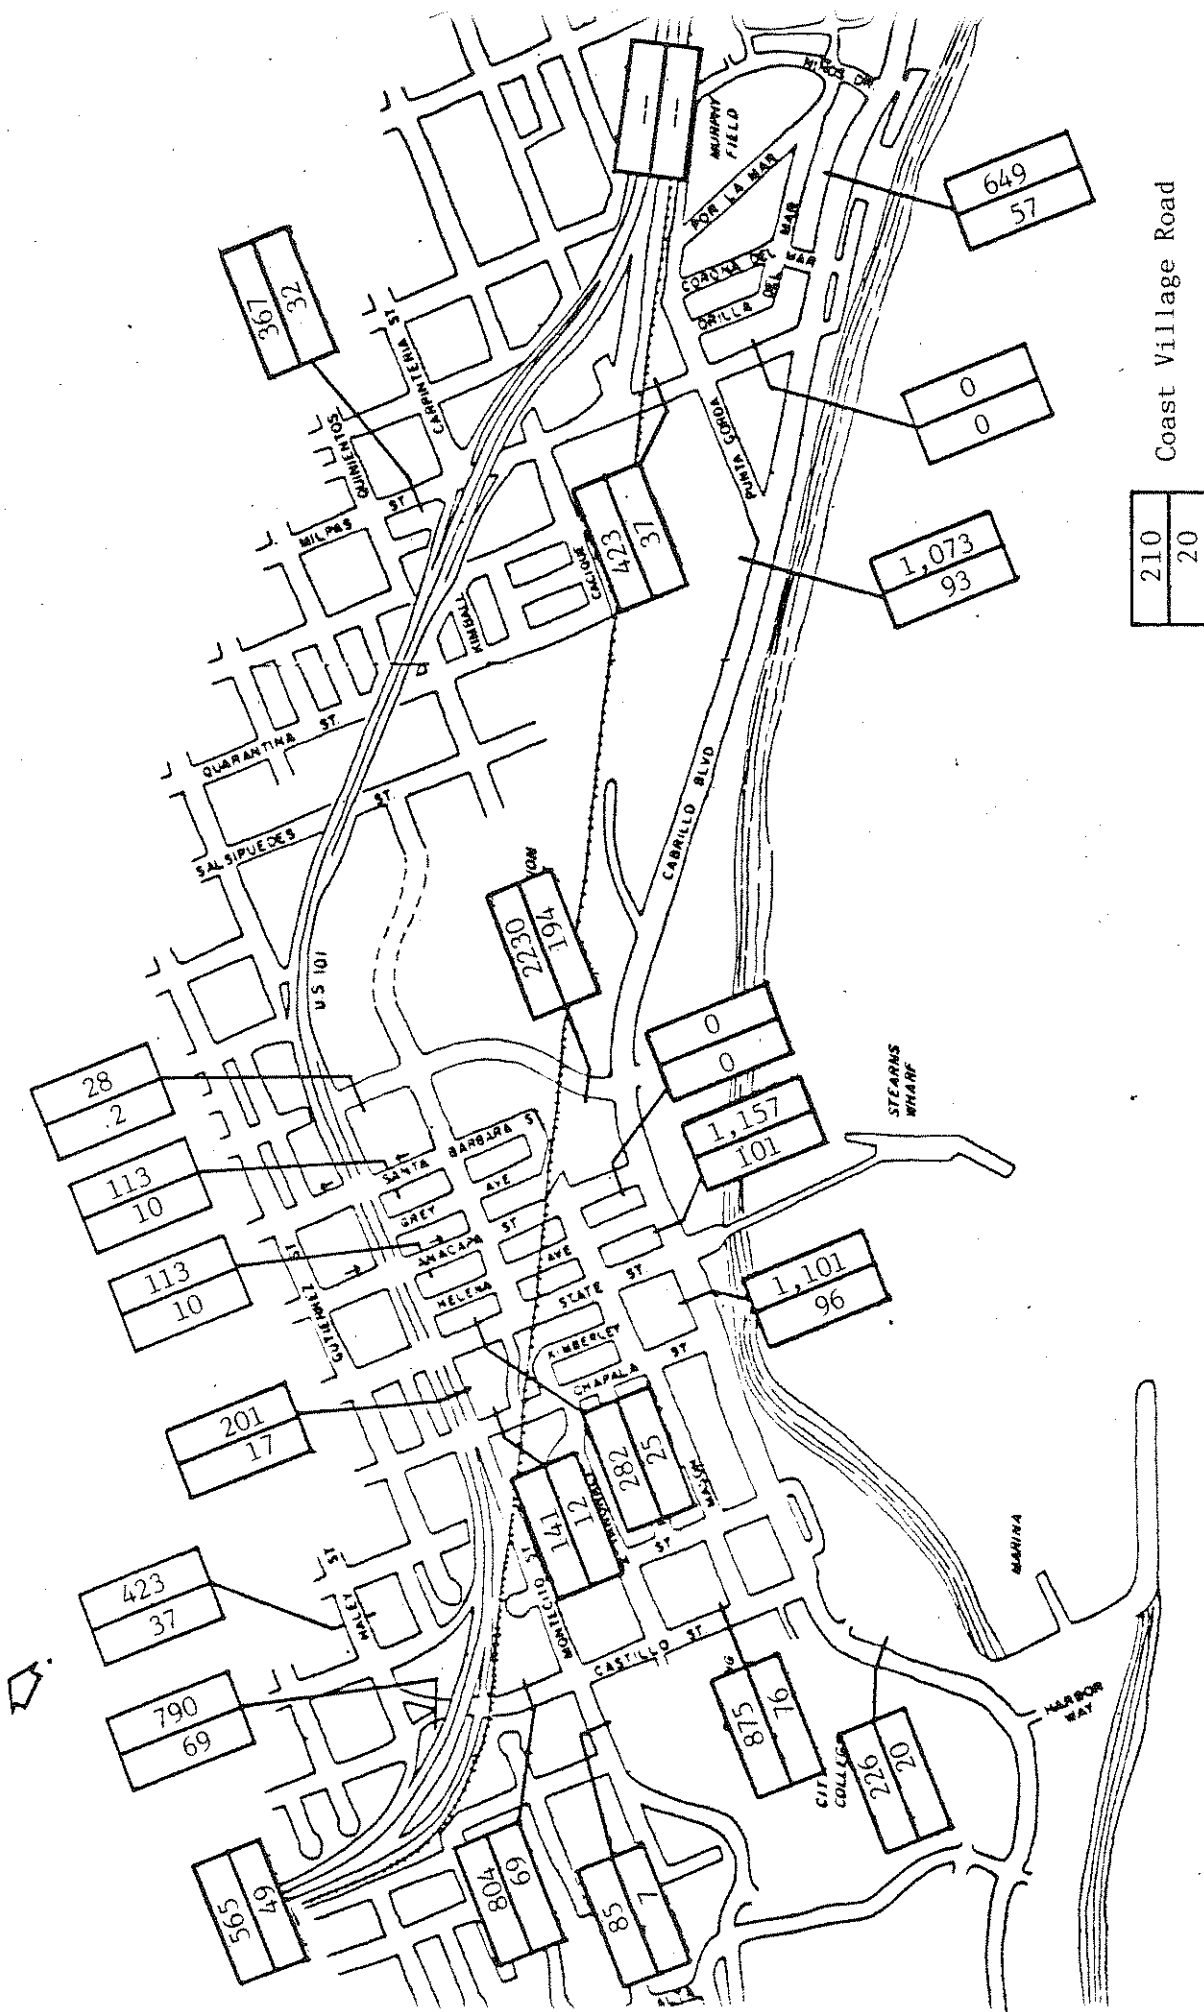 565
49
790
69
423
37
201
17
113
10
113
10
28
.2
367
32
--
--
804
69
85
7
141
12
282
25
875
76
226
20
1,101
96
1,157
101
0
0
2230
194
423
37
1,073
93
0
0
649
57
210
20
Coast Village Road
US 101
SALSIPUEDES
ST.
QUARANTINA
ST.
MILPAS
ST
QUINIENTOS
CARPINTERIA ST
KIMBALL
CACIQUE
PUNTA GORDA
CORONA DEL MAR
ORILLA DEL MAR
POR LA MAR
MURPHY
FIELD
CABRILLO BLVD
SANTA BARBARA S
GREY AVE
ANACAPA ST
HELENA AVE
STATE ST.
KIMBERLEY
CHAPALA ST
GUTIERREZ ST
HALEY ST
MONTECITO ST
CASTILLO ST
MASON
ST
CITY
COLLEGE
HARBOR
WAY
MARINA
STEARNS
WHARF